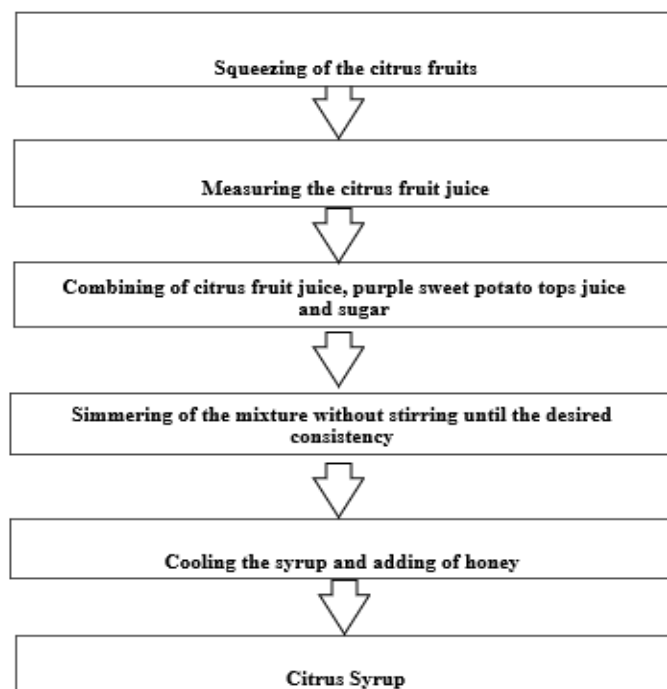 Squeezing of the citrus fruits
Measuring the citrus fruit juice
Combining of citrus fruit juice, purple sweet potato tops juice
and sugar
Simmering of the mixture without stirring until the desired
consistency
Cooling the syrup and adding of honey
Citrus Syrup